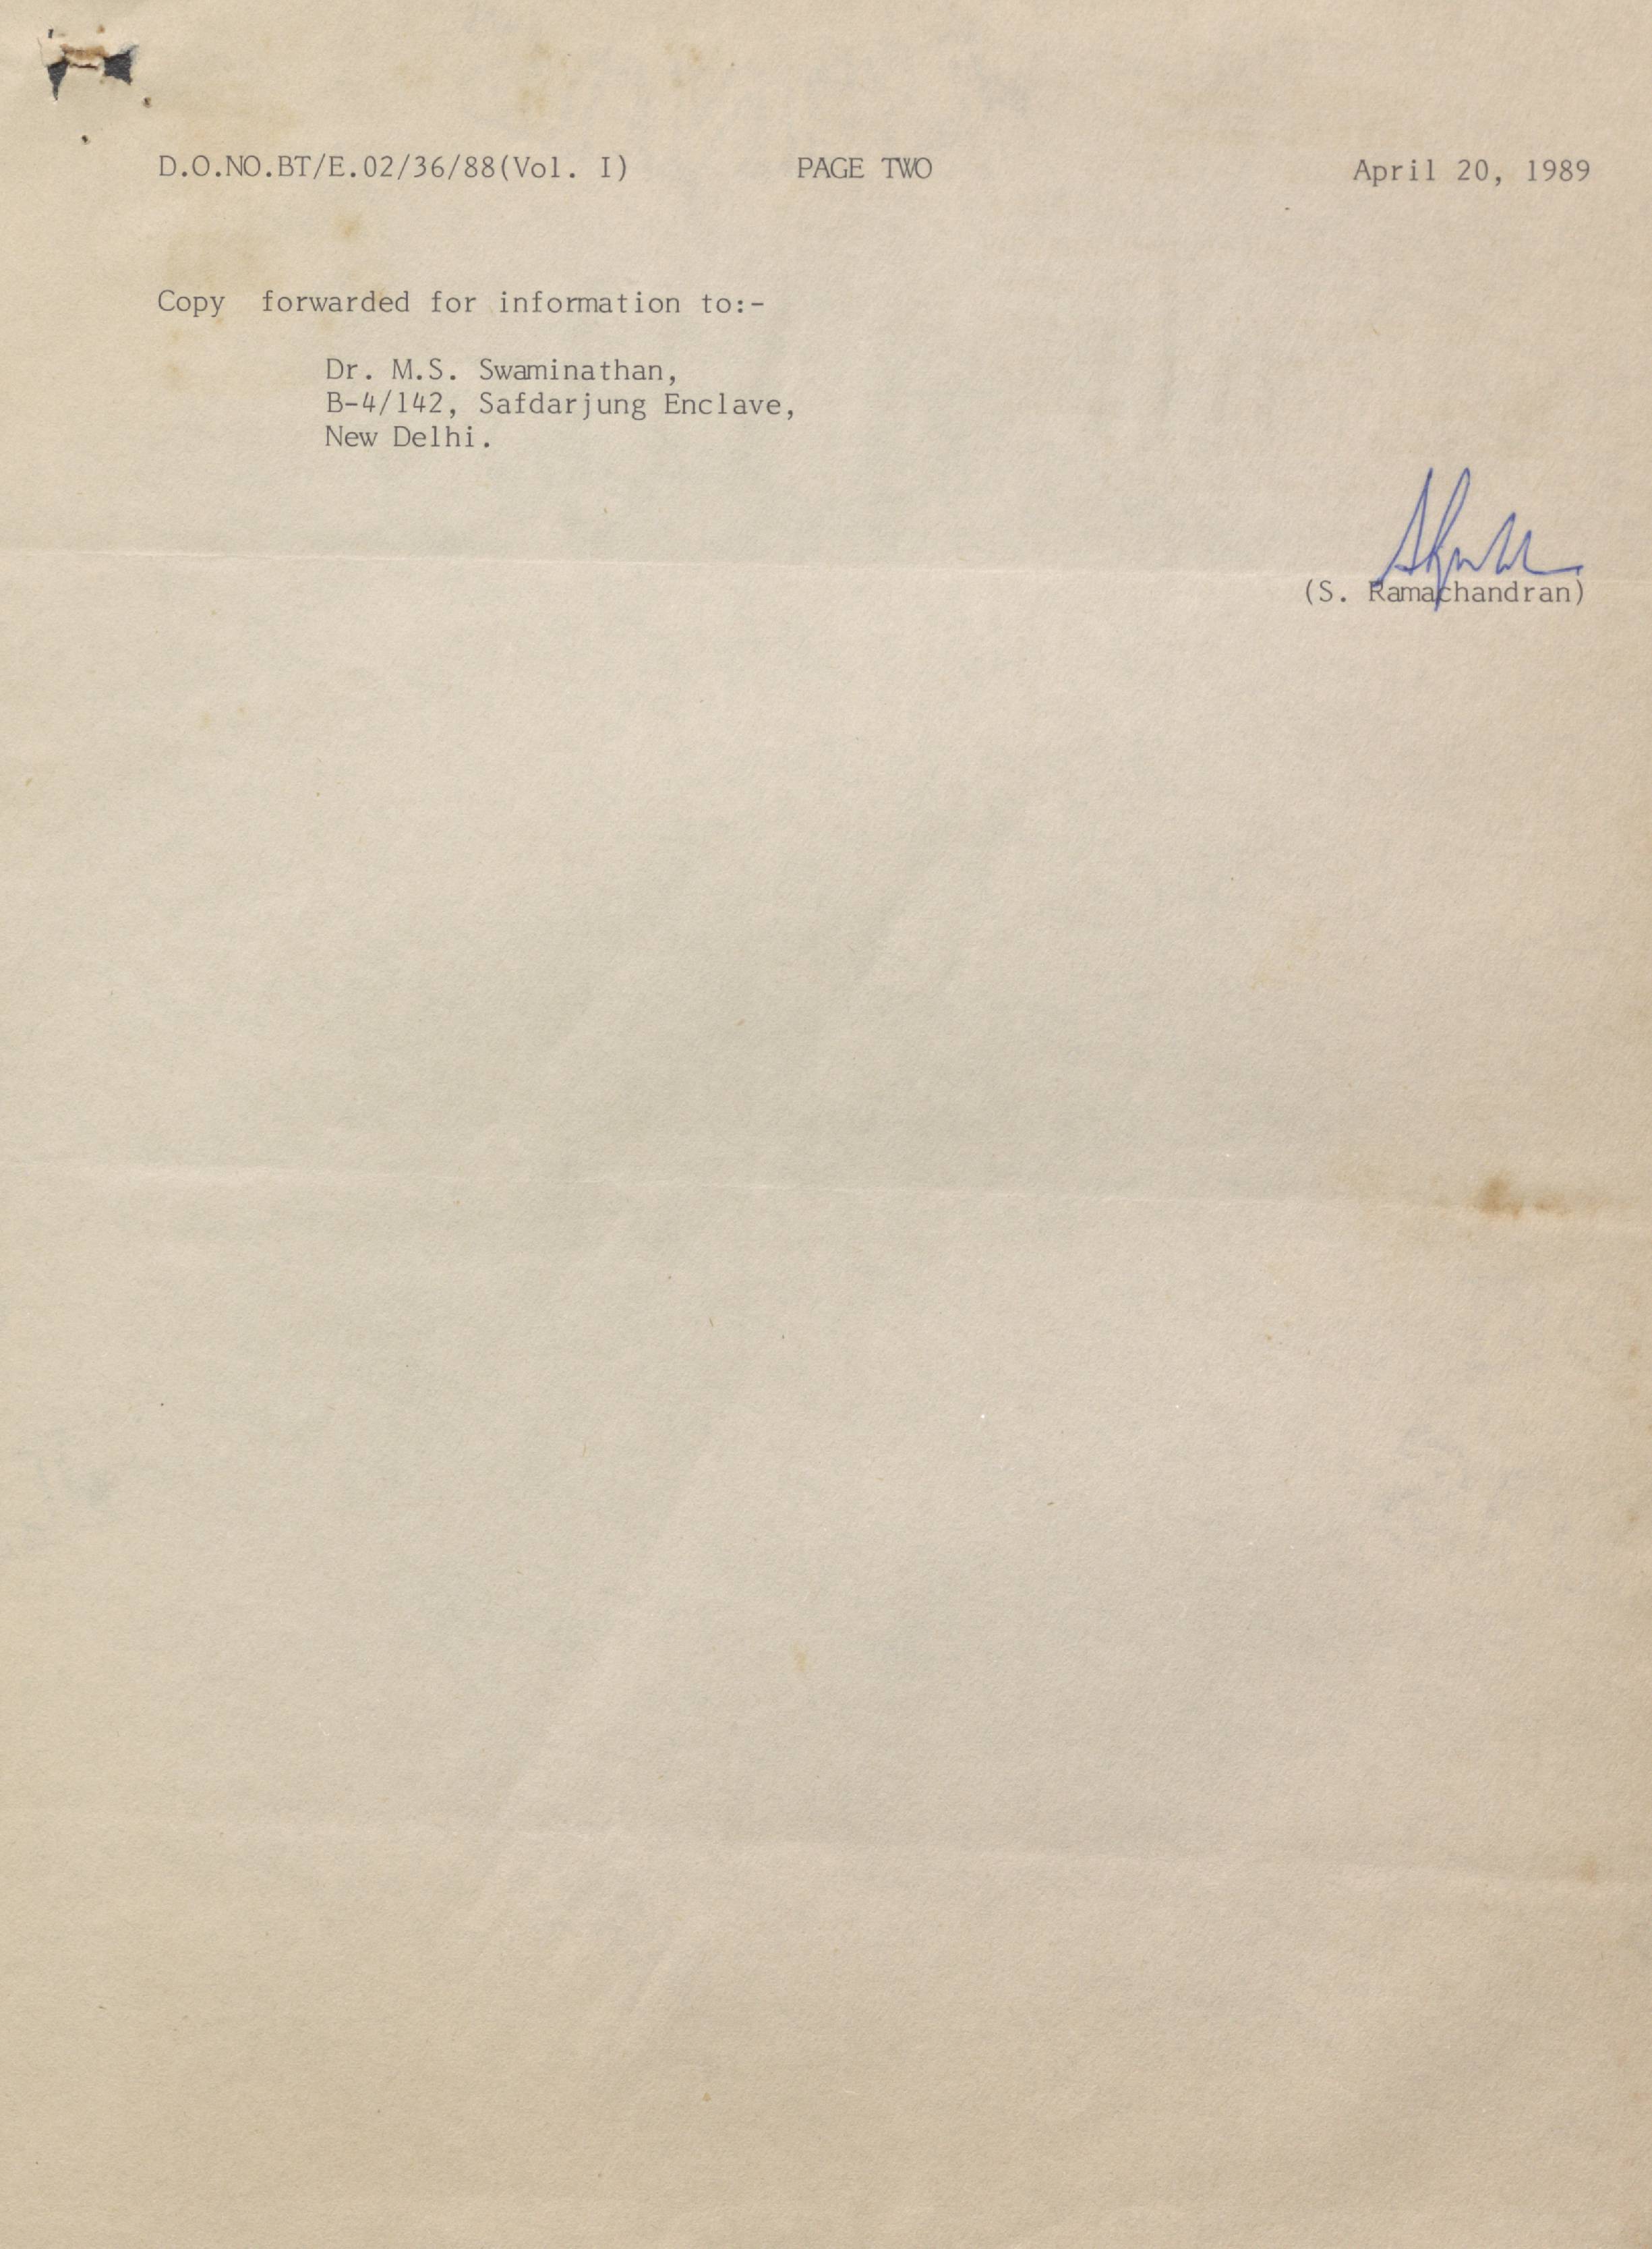 D.O.NO.BT/E.02/36/88(Vol. I) PAGE TWO April 20, 1989
Copy forwarded for information to:-
Dr. M.S. Swaminathan,
B-4/142, Safdarjung Enclave,
New Delhi.
(S. Ramachandran)